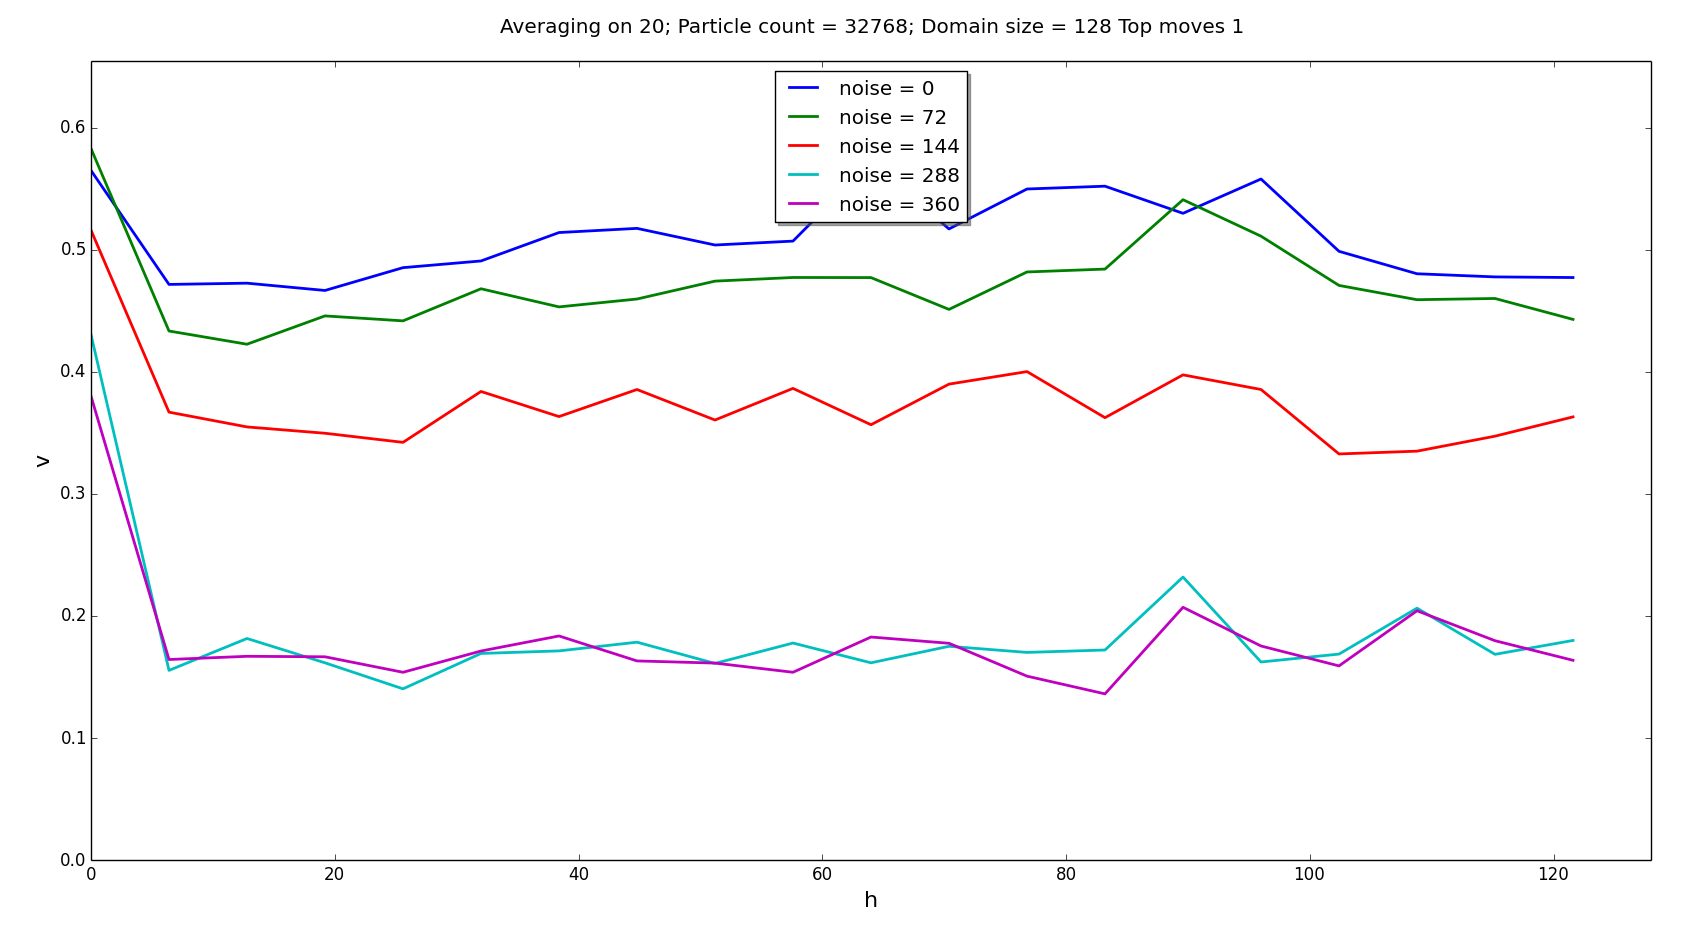 Averaging on 20; Particle count = 32768; Domain size = 128 Top moves 1
noise = 0
noise = 72
noise = 144
noise = 288
noise = 360
0.6
0.5
0.4
0.3
0.2
0.1
0.0
v
0 20 40 60 80 100 120
h